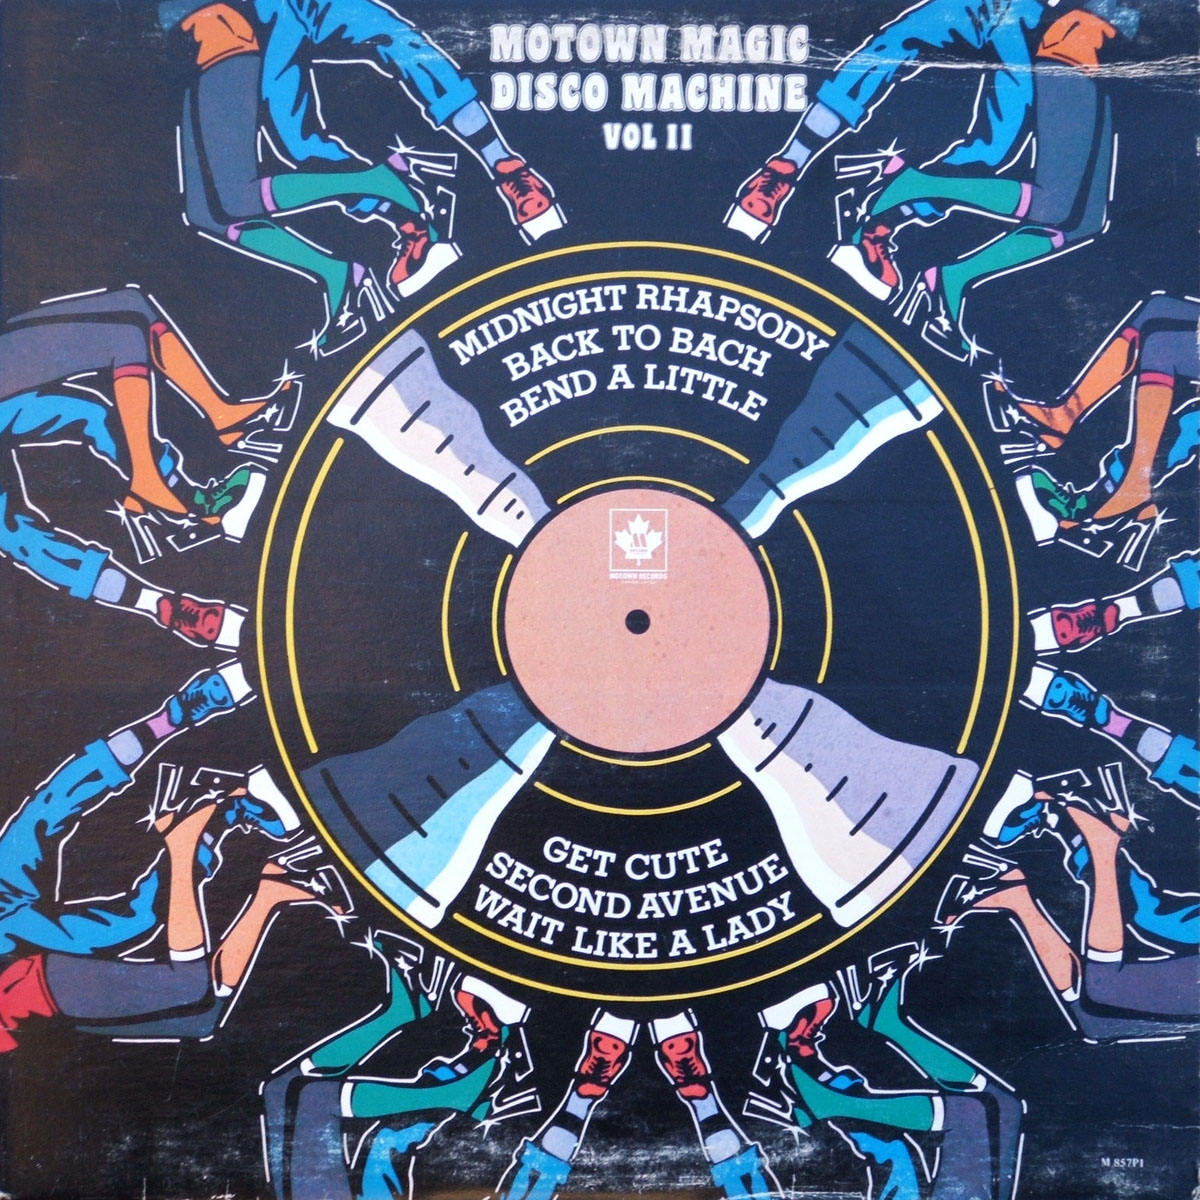 MOTOWN MAGIC
DISCO MACHINE
VOL II
MIDNIGHT RHAPSODY
BACK TO BACH
BEND A LITTLE
M
MOTOWN
MOTOWN RECORDS
GET CUTE
SECOND AVENUE
WAIT LIKE A LADY
M 857P1